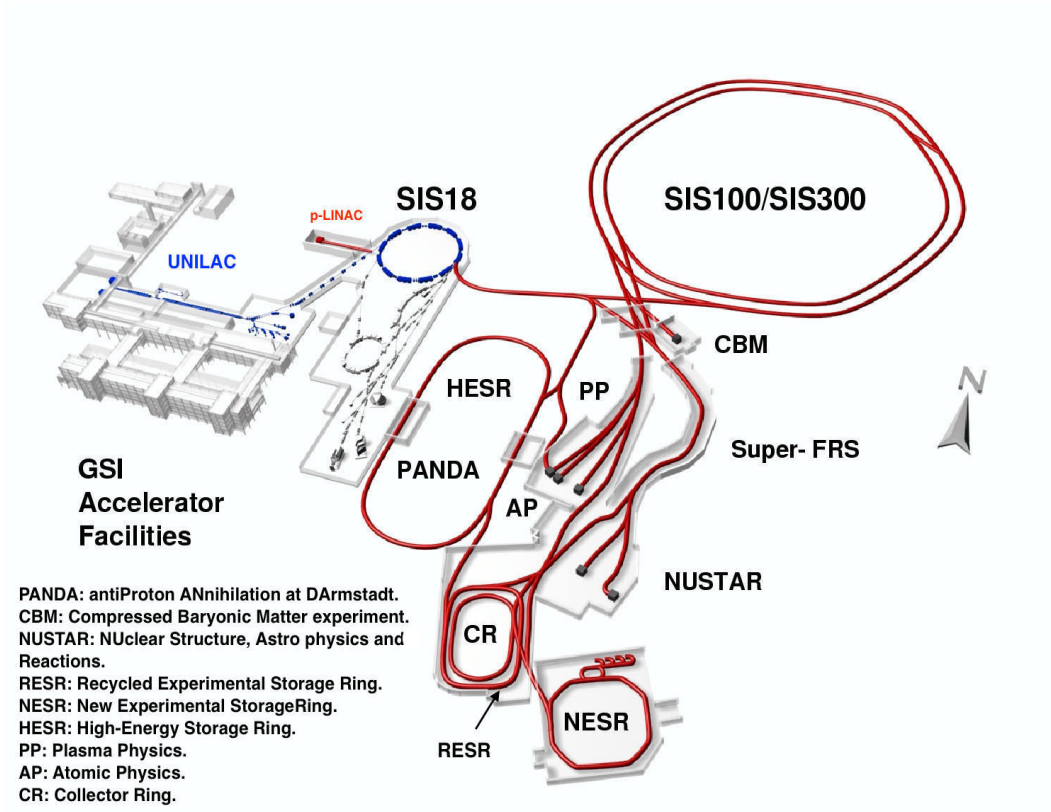 SIS18
SIS100/SIS300
p-LINAC
UNILAC
CBM
HESR
PP
N
Super- FRS
GSI
Accelerator
Facilities
PANDA
AP
NUSTAR
PANDA: antiProton ANnihilation at DArmstadt.
CBM: Compressed Baryonic Matter experiment.
NUSTAR: NUclear Structure, Astro physics and
Reactions.
RESR: Recycled Experimental Storage Ring.
NESR: New Experimental StorageRing.
HESR: High-Energy Storage Ring.
PP: Plasma Physics.
AP: Atomic Physics.
CR: Collector Ring.
CR
NESR
RESR